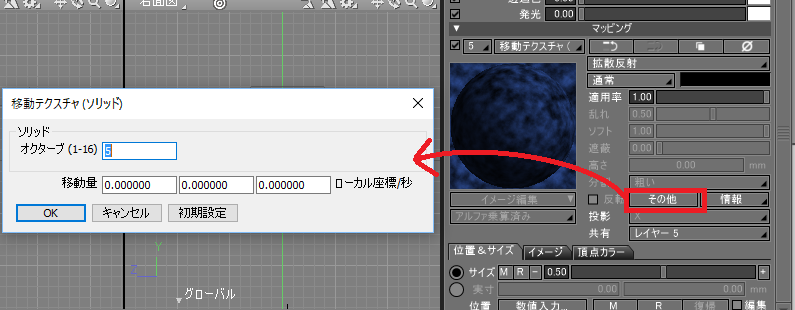 右面図
グローバル
Y
Z
移動テクスチャ (ソリッド)
ソリッド
オクターブ (1-16) 5
移動量 0.000000 0.000000 0.000000 ローカル座標/秒
OK キャンセル 初期設定
透過色 0.00
発光 0.00
マッピング
5 移動テクスチャ (
拡散反射
通常
適用率 1.00
乱れ 0.50
ソフト 1.00
遮蔽 0.00
高さ 0.00 mm
分割 粗い
イメージ編集
反転 その他 情報
アルファ乗算済み
投影 X
共有 レイヤー 5
位置&サイズ イメージ 頂点カラー
サイズ M R − 0.50 +
実寸 0.00 0.00 mm
位置 数値入力... M R 復帰 編集